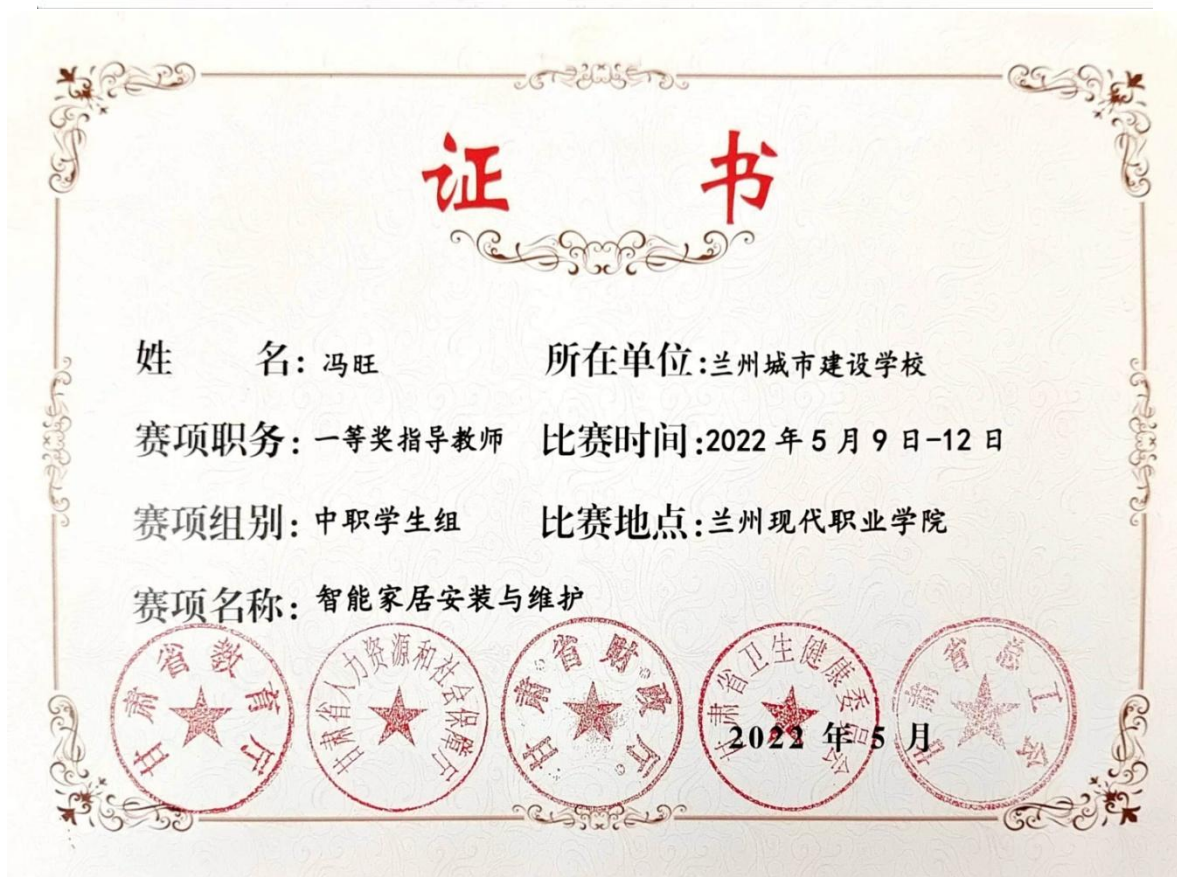 证 书
姓 名: 冯旺 所在单位:兰州城市建设学校
赛项职务: 一等奖指导教师 比赛时间:2022年5月9日-12日
赛项组别: 中职学生组 比赛地点:兰州现代职业学院
赛项名称: 智能家居安装与维护
甘肃省教育厅
甘肃省人力资源和社会保障厅
甘肃省财政厅
甘肃省卫生健康委员会
甘肃省总工会
2022 年 5 月